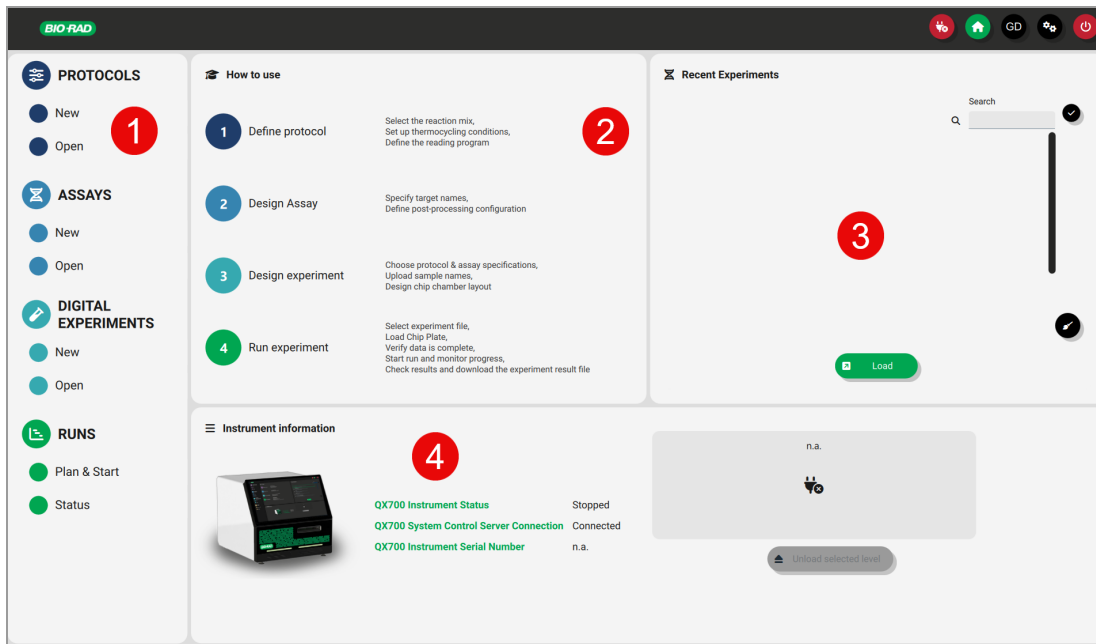 BIO-RAD
GD
PROTOCOLS
New
Open
1
ASSAYS
New
Open
DIGITAL
EXPERIMENTS
New
Open
RUNS
Plan & Start
Status
How to use
2
1
Define protocol
Select the reaction mix,
Set up thermocycling conditions,
Define the reading program
2
Design Assay
Specify target names,
Define post-processing configuration
3
Design experiment
Choose protocol & assay specifications,
Upload sample names,
Design chip chamber layout
4
Run experiment
Select experiment file,
Load Chip Plate,
Verify data is complete,
Start run and monitor progress,
Check results and download the experiment result file
Recent Experiments
Search
3
Load
Instrument information
4
QX700 Instrument Status Stopped
QX700 System Control Server Connection Connected
QX700 Instrument Serial Number n.a.
n.a.
Unload selected level